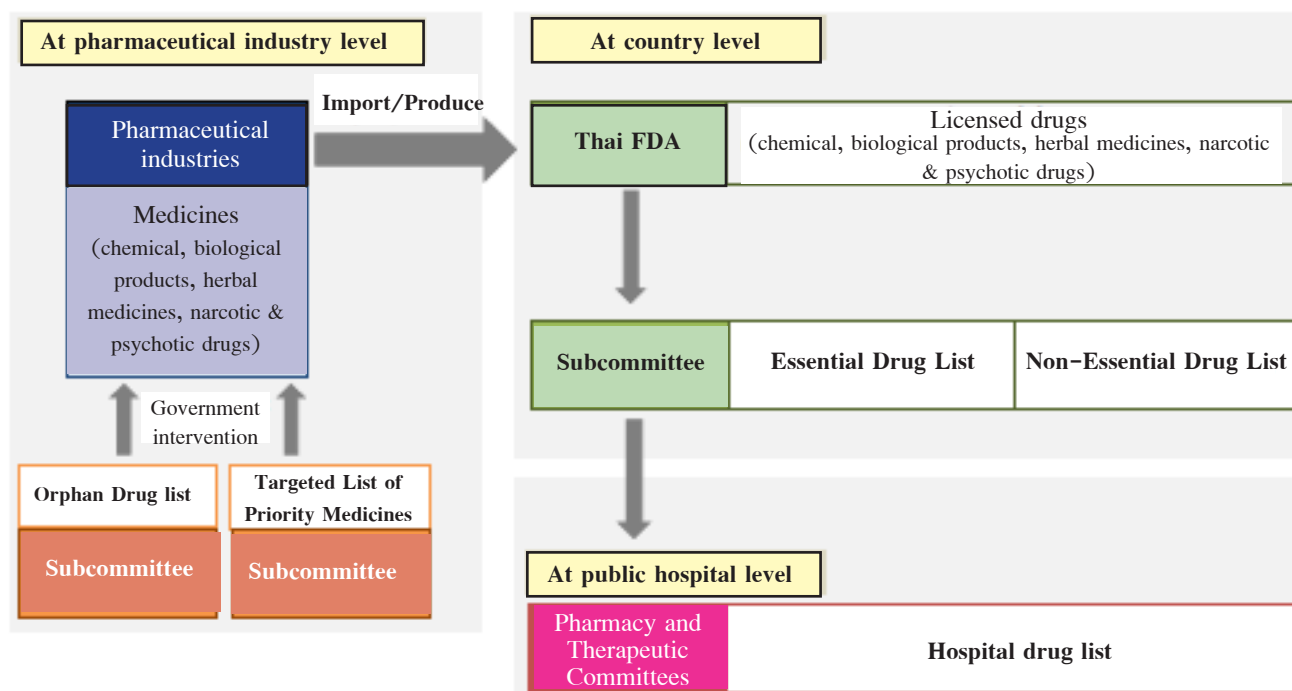 At pharmaceutical industry level
Pharmaceutical
industries
Medicines
(chemical, biological
products, herbal
medicines, narcotic &
psychotic drugs)
Government
intervention
Orphan Drug list
Subcommittee
Targeted List of
Priority Medicines
Subcommittee
Import/Produce
At country level
Thai FDA
Licensed drugs
(chemical, biological products, herbal medicines, narcotic
& psychotic drugs)
Subcommittee
Essential Drug List
Non-Essential Drug List
At public hospital level
Pharmacy and
Therapeutic
Committees
Hospital drug list